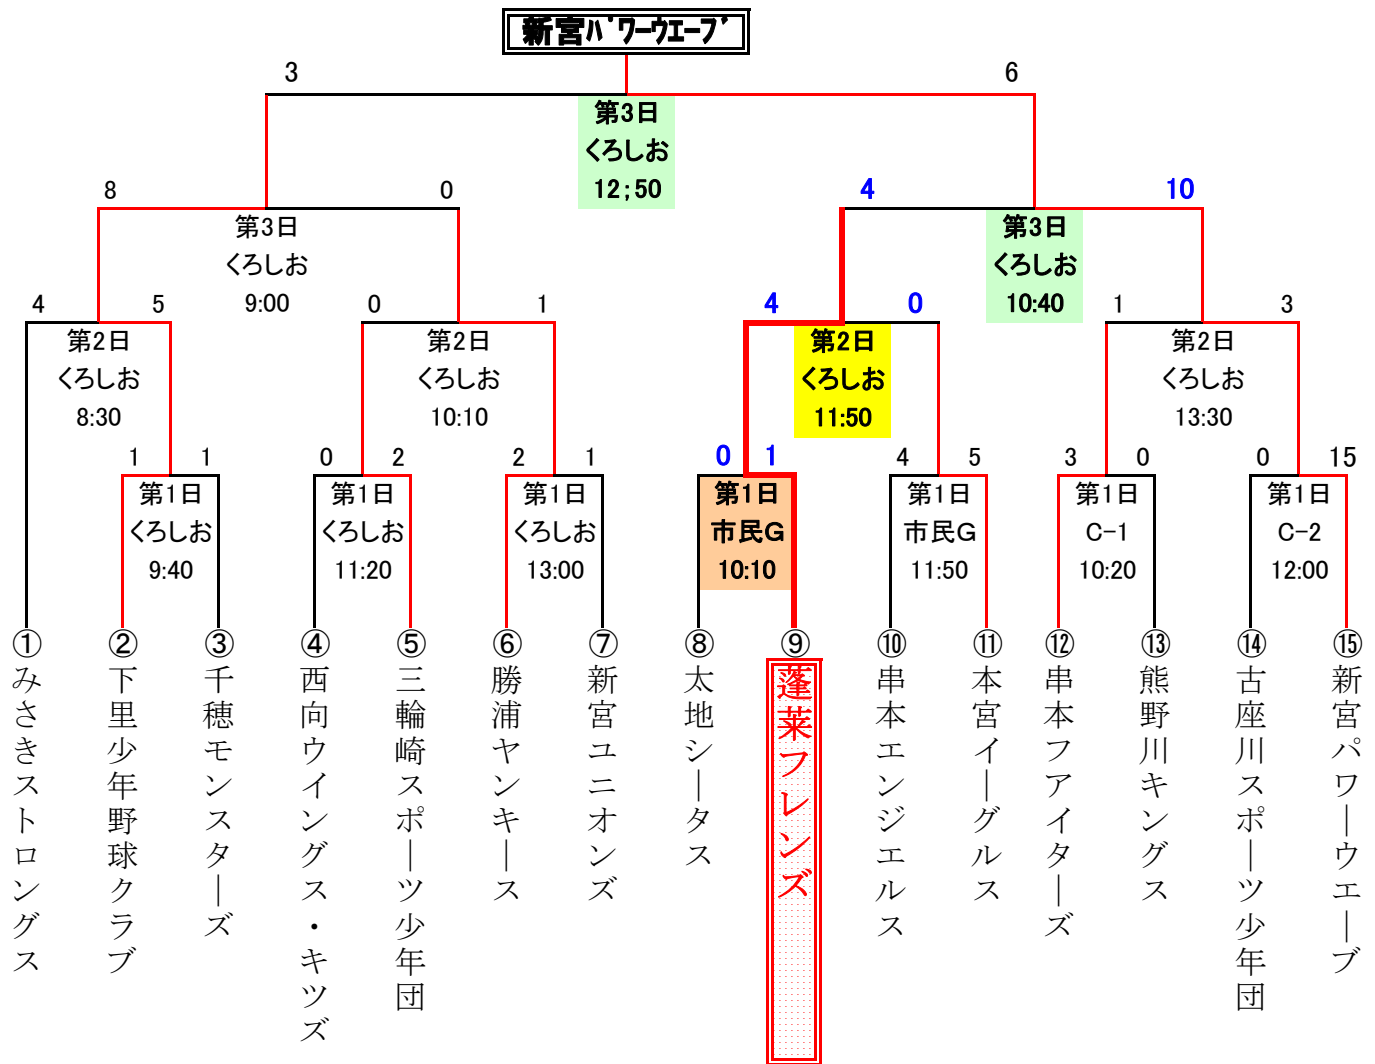 新宮ﾊﾟワーウエーブ
3 6
第3日
くろしお
12;50
8 0 4 10
第3日
くろしお
9:00
第3日
くろしお
10:40
4 5 0 1 4 0 1 3
第2日
くろしお
8:30
第2日
くろしお
10:10
第2日
くろしお
11:50
第2日
くろしお
13:30
1 1 0 2 2 1 0 1 4 5 3 0 0 15
第1日
くろしお
9:40
第1日
くろしお
11:20
第1日
くろしお
13:00
第1日
市民G
10:10
第1日
市民G
11:50
第1日
C-1
10:20
第1日
C-2
12:00
① みさきストロングス
② 下里少年野球クラブ
③ 千穂モンスターズ
④ 西向ウイングス・キツズ
⑤ 三輪崎スポーツ少年団
⑥ 勝浦ヤンキース
⑦ 新宮ユニオンズ
⑧ 太地シータス
⑨ 蓬莱フレンズ
⑩ 串本エンジエルス
⑪ 本宮イーグルス
⑫ 串本フアイターズ
⑬ 熊野川キングス
⑭ 古座川スポーツ少年団
⑮ 新宮パワーウエーブ